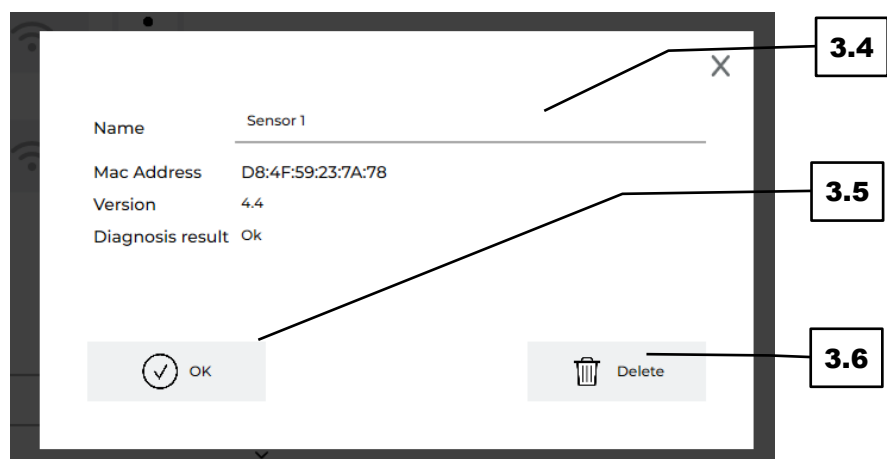 3.4
X
Name Sensor 1
Mac Address D8:4F:59:23:7A:78
3.5
Version 4.4
Diagnosis result Ok
OK
Delete
3.6